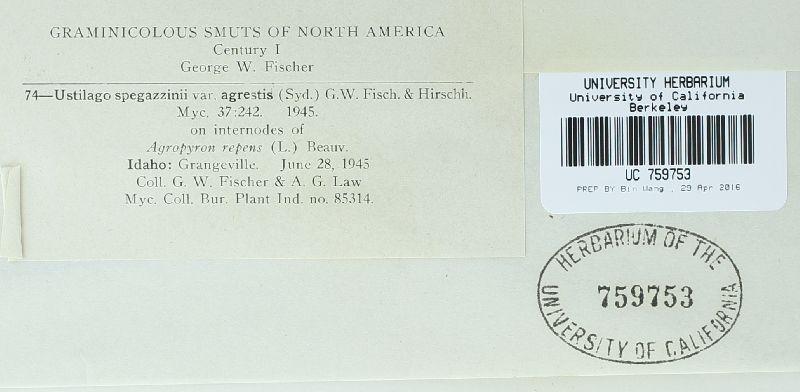 GRAMINICOLOUS SMUTS OF NORTH AMERICA
Century I
George W. Fischer
74—Ustilago spegazzinii var. agrestis (Syd.) G.W. Fisch. & Hirschh.
Myc. 37:242. 1945.
on internodes of
Agropyron repens (L.) Beauv.
Idaho: Grangeville. June 28, 1945
Coll. G. W. Fischer & A. G. Law
Myc. Coll. Bur. Plant Ind. no. 85314.
UNIVERSITY HERBARIUM
University of California
Berkeley
UC 759753
PREP BY Bin Wang , 29 Apr 2016
HERBARIUM OF THE
759753
UNIVERSITY OF CALIFORNIA